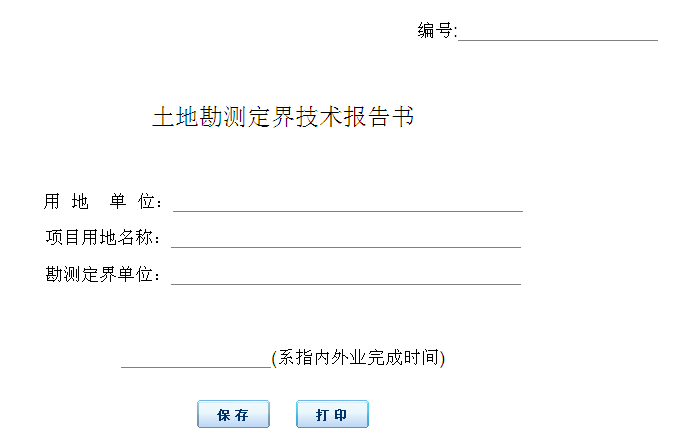 编号:
土地勘测定界技术报告书
用 地 单 位：
项目用地名称：
勘测定界单位：
(系指内外业完成时间)
保存 打印